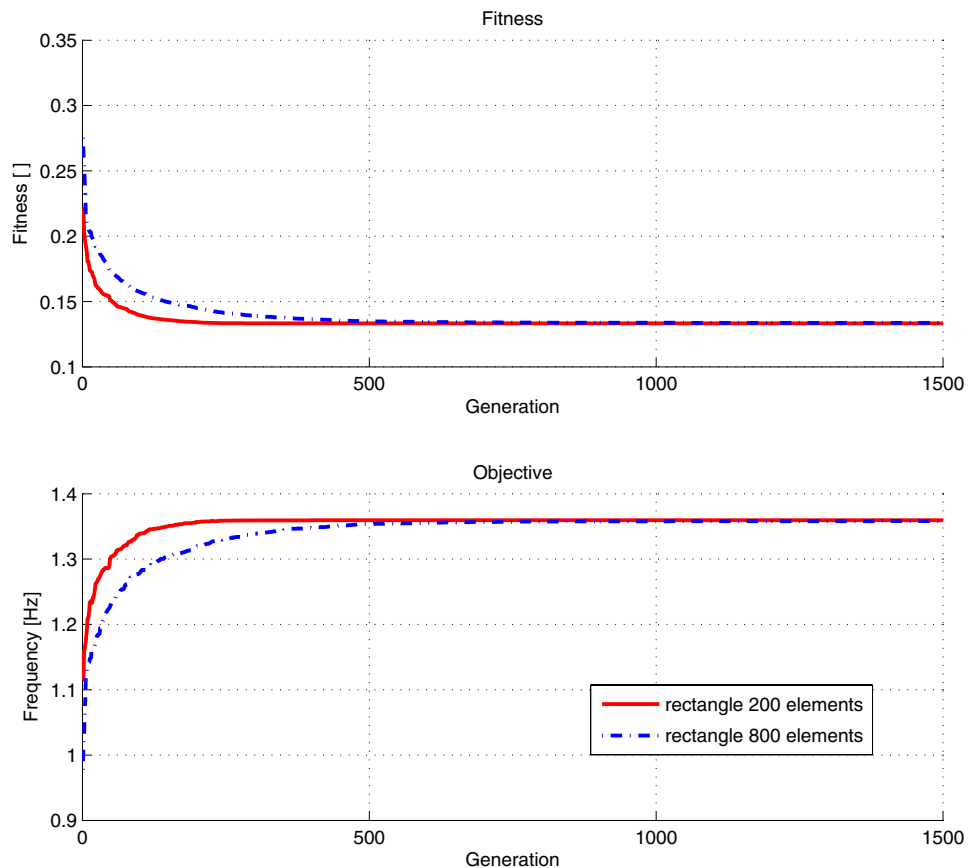 Fitness
0.35
0.3
0.25
0.2
0.15
0.1
Fitness [ ]
0
500
1000
1500
Generation
Objective
1.4
1.3
1.2
1.1
1
0.9
Frequency [Hz]
rectangle 200 elements
rectangle 800 elements
0
500
1000
1500
Generation